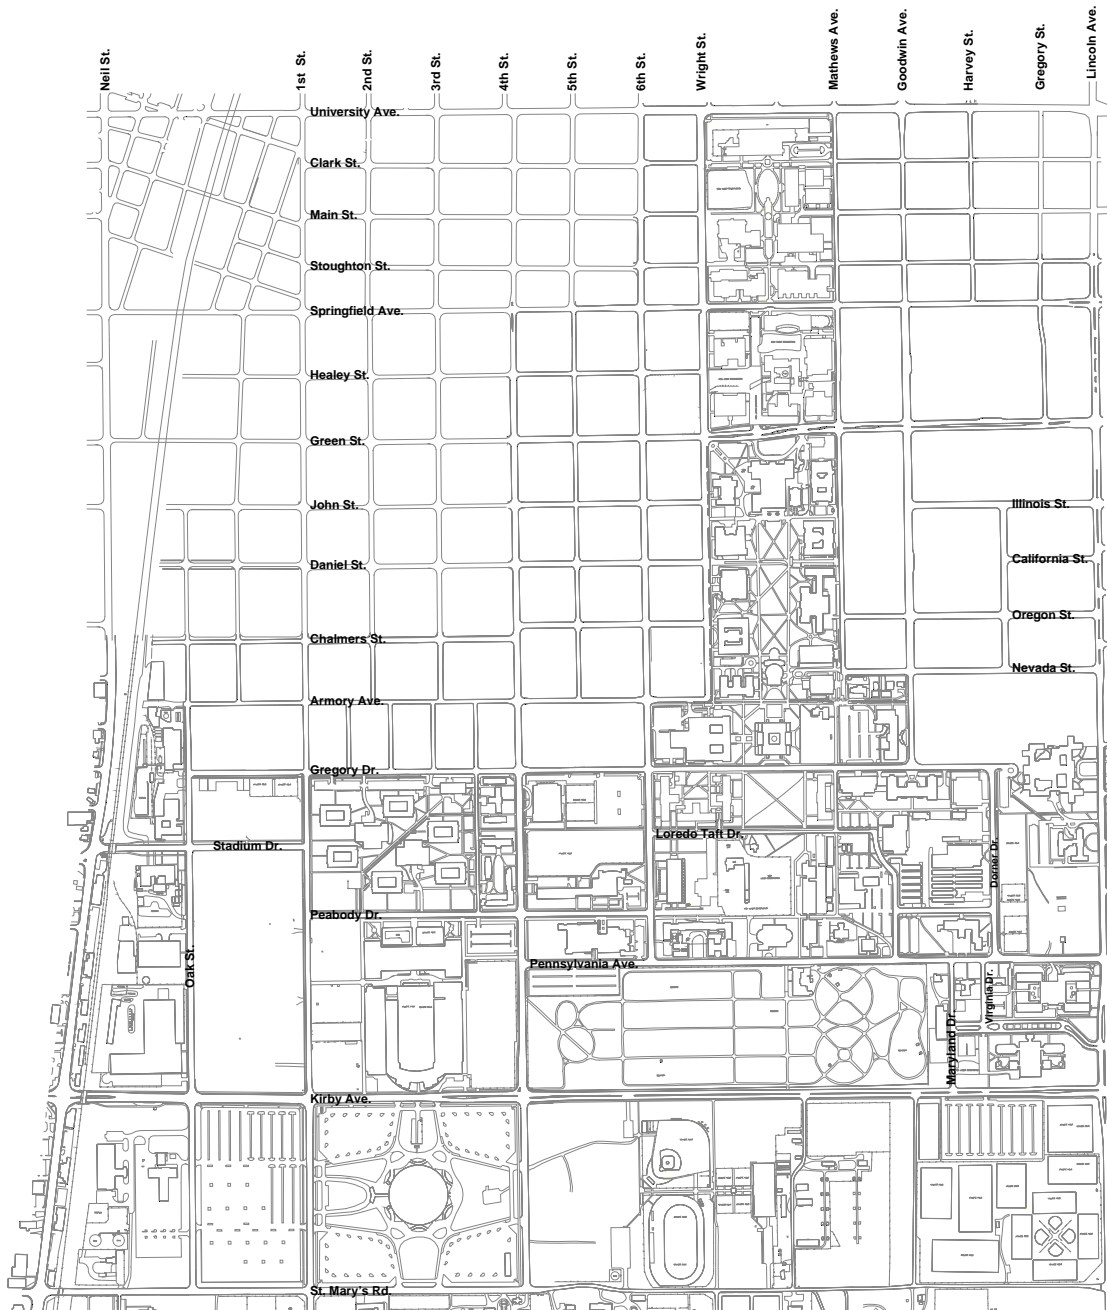 Neil St.
1st St.
2nd St.
3rd St.
4th St.
5th St.
6th St.
Wright St.
Mathews Ave.
Goodwin Ave.
Harvey St.
Gregory St.
Lincoln Ave.
University Ave.
Clark St.
Main St.
Stoughton St.
Springfield Ave.
Healey St.
Green St.
John St.
Illinois St.
Daniel St.
California St.
Oregon St.
Chalmers St.
Nevada St.
Armory Ave.
Gregory Dr.
Loredo Taft Dr.
Stadium Dr.
Dorner Dr.
Peabody Dr.
Oak St.
Pennsylvania Ave.
Virginia Dr.
Maryland Dr.
Kirby Ave.
St. Mary's Rd.